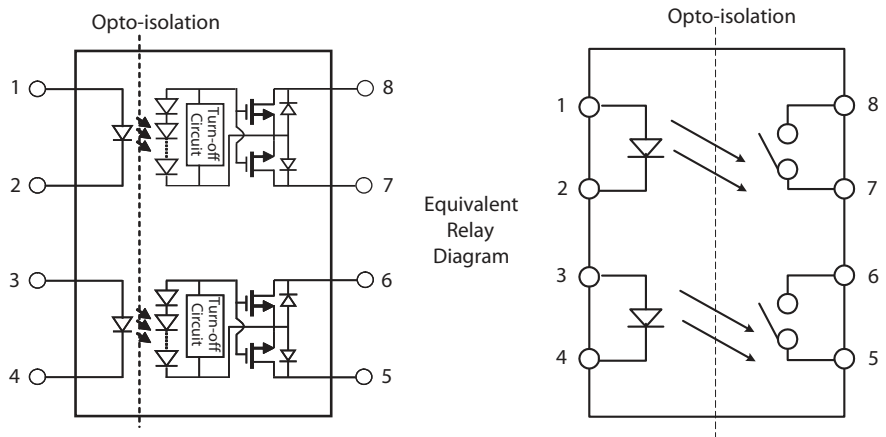 Opto-isolation
1
2
3
4
Turn-off
Circuit
Turn-off
Circuit
8
7
6
5
Equivalent
Relay
Diagram
Opto-isolation
1
2
3
4
8
7
6
5